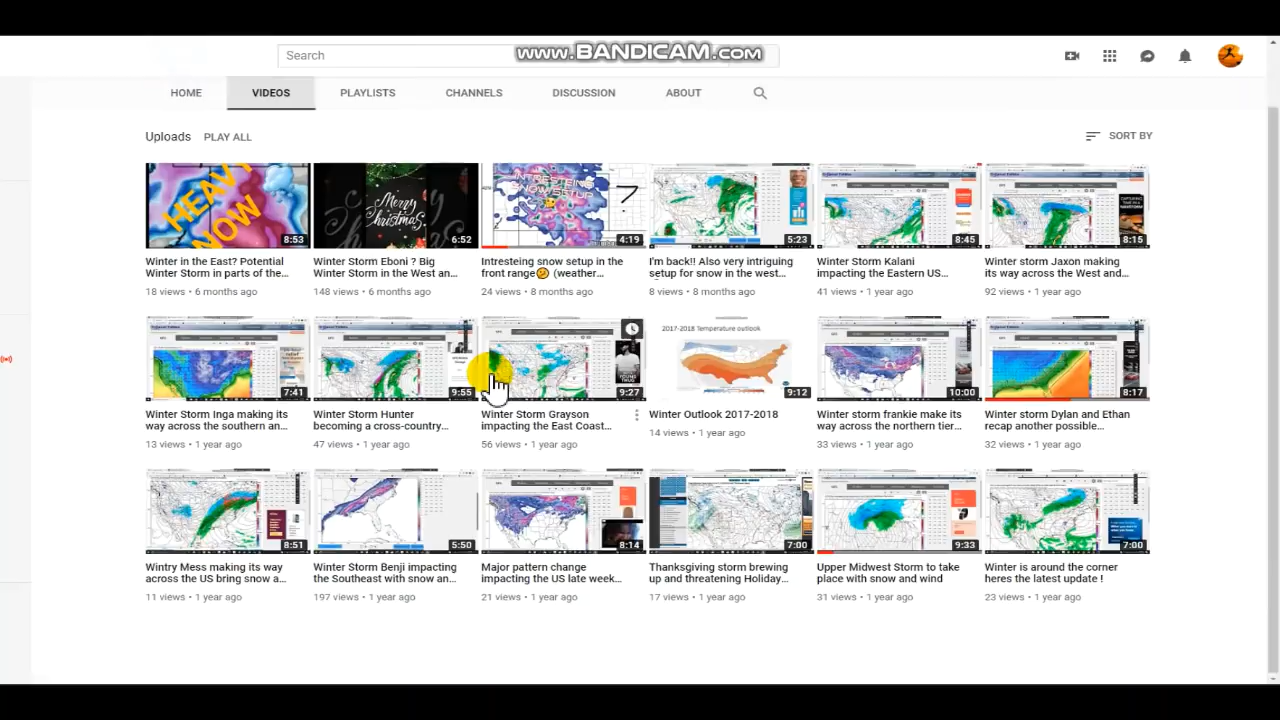 Search
www.BANDICAM.com
HOME VIDEOS PLAYLISTS CHANNELS DISCUSSION ABOUT
Uploads PLAY ALL SORT BY
HEAVY SNOW 8:53
Merry Christmas 6:52
INTRESTEING SNOW SETUP 4:19
5:23
8:45
8:15
Winter in the East? Potential
Winter Storm in parts of the...
18 views • 6 months ago
Winter Storm Eboni ? Big
Winter Storm in the West an...
148 views • 6 months ago
Intresteing snow setup in the
front range🤔 (weather...
24 views • 8 months ago
I'm back!! Also very intriguing
setup for snow in the west...
8 views • 8 months ago
Winter Storm Kalani
impacting the Eastern US...
41 views • 1 year ago
Winter storm Jaxon making
its way across the West and...
92 views • 1 year ago
7:41
9:55
9:27
2017-2018 Temperature outlook
9:12
10:00
8:17
Winter Storm Inga making its
way across the southern an...
13 views • 1 year ago
Winter Storm Hunter
becoming a cross-country...
47 views • 1 year ago
Winter Storm Grayson
impacting the East Coast...
56 views • 1 year ago
Winter Outlook 2017-2018
14 views • 1 year ago
Winter storm frankie make its
way across the northern tier...
33 views • 1 year ago
Winter storm Dylan and Ethan
recap another possible...
32 views • 1 year ago
8:51
5:50
8:14
7:00
9:33
7:00
Wintry Mess making its way
across the US bring snow a...
11 views • 1 year ago
Winter Storm Benji impacting
the Southeast with snow an...
197 views • 1 year ago
Major pattern change
impacting the US late week...
21 views • 1 year ago
Thanksgiving storm brewing
up and threatening Holiday...
17 views • 1 year ago
Upper Midwest Storm to take
place with snow and wind
31 views • 1 year ago
Winter is around the corner
heres the latest update !
23 views • 1 year ago